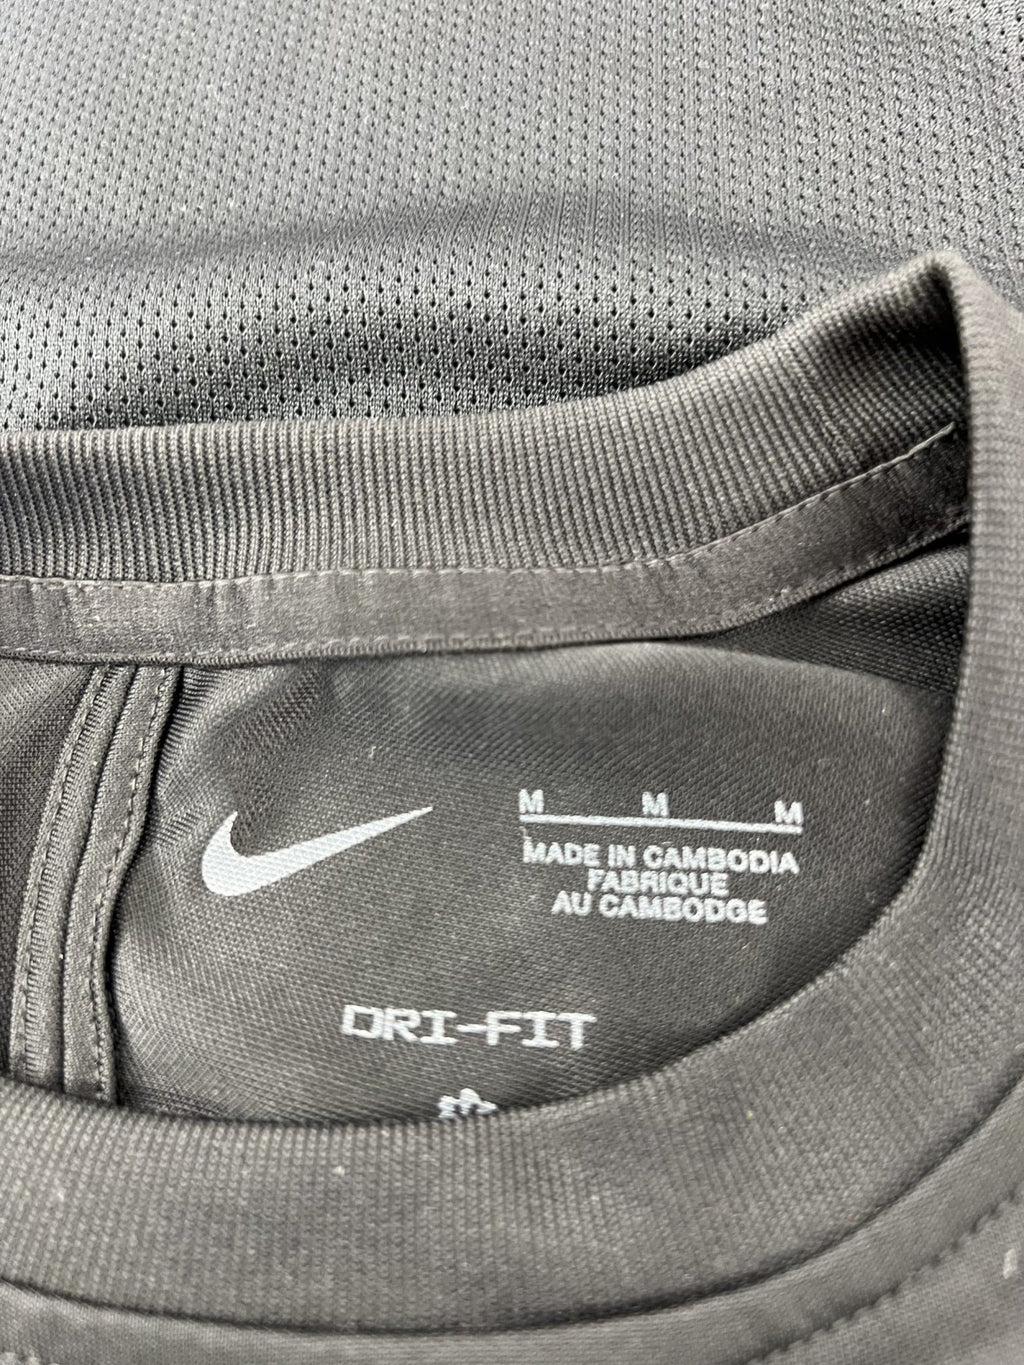 M M M
MADE IN CAMBODIA
FABRIQUE
AU CAMBODGE
DRI-FIT